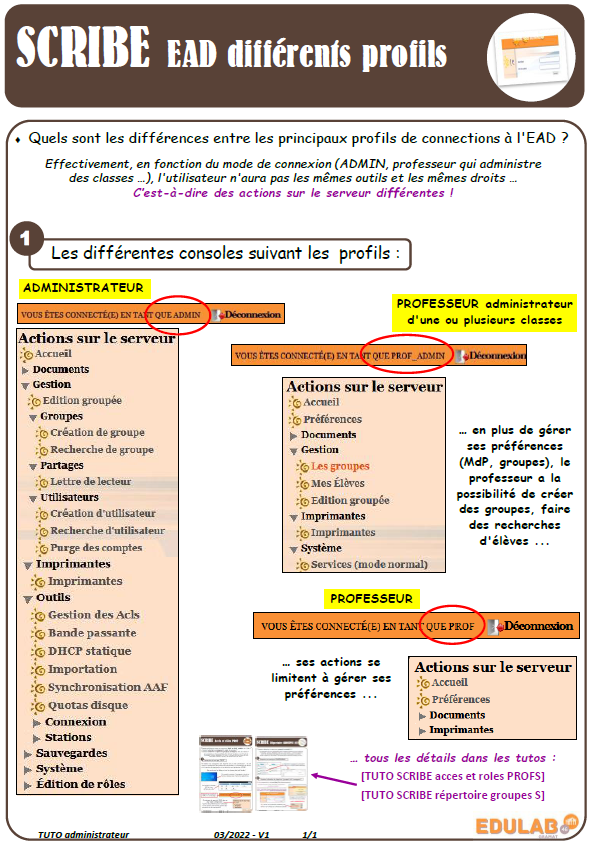 SCRIBE EAD différents profils
♦ Quels sont les différences entre les principaux profils de connections à l'EAD ?
Effectivement, en fonction du mode de connexion (ADMIN, professeur qui administre
des classes …), l'utilisateur n'aura pas les mêmes outils et les mêmes droits …
C'est-à-dire des actions sur le serveur différentes !
1
Les différentes consoles suivant les profils :
ADMINISTRATEUR
VOUS ÊTES CONNECTÉ(E) EN TANT QUE ADMIN Déconnexion
Actions sur le serveur
Accueil
Documents
Gestion
Edition groupée
Groupes
Création de groupe
Recherche de groupe
Partages
Lettre de lecteur
Utilisateurs
Création d'utilisateur
Recherche d'utilisateur
Purge des comptes
Imprimantes
Imprimantes
Outils
Gestion des Acls
Bande passante
DHCP statique
Importation
Synchronisation AAF
Quotas disque
Connexion
Stations
Sauvegardes
Système
Édition de rôles
PROFESSEUR administrateur
d'une ou plusieurs classes
VOUS ÊTES CONNECTÉ(E) EN TANT QUE PROF_ADMIN Déconnexion
Actions sur le serveur
Accueil
Préférences
Documents
Gestion
Les groupes
Mes Élèves
Edition groupée
Imprimantes
Imprimantes
Système
Services (mode normal)
… en plus de gérer
ses préférences
(MdP, groupes), le
professeur a la
possibilité de créer
des groupes, faire
des recherches
d'élèves ...
PROFESSEUR
VOUS ÊTES CONNECTÉ(E) EN TANT QUE PROF Déconnexion
… ses actions se
limitent à gérer ses
préférences ...
Actions sur le serveur
Accueil
Préférences
Documents
Imprimantes
… tous les détails dans les tutos :
[TUTO SCRIBE acces et roles PROFS]
[TUTO SCRIBE répertoire groupes S]
TUTO administrateur 03/2022 - V1 1/1
EDULAB